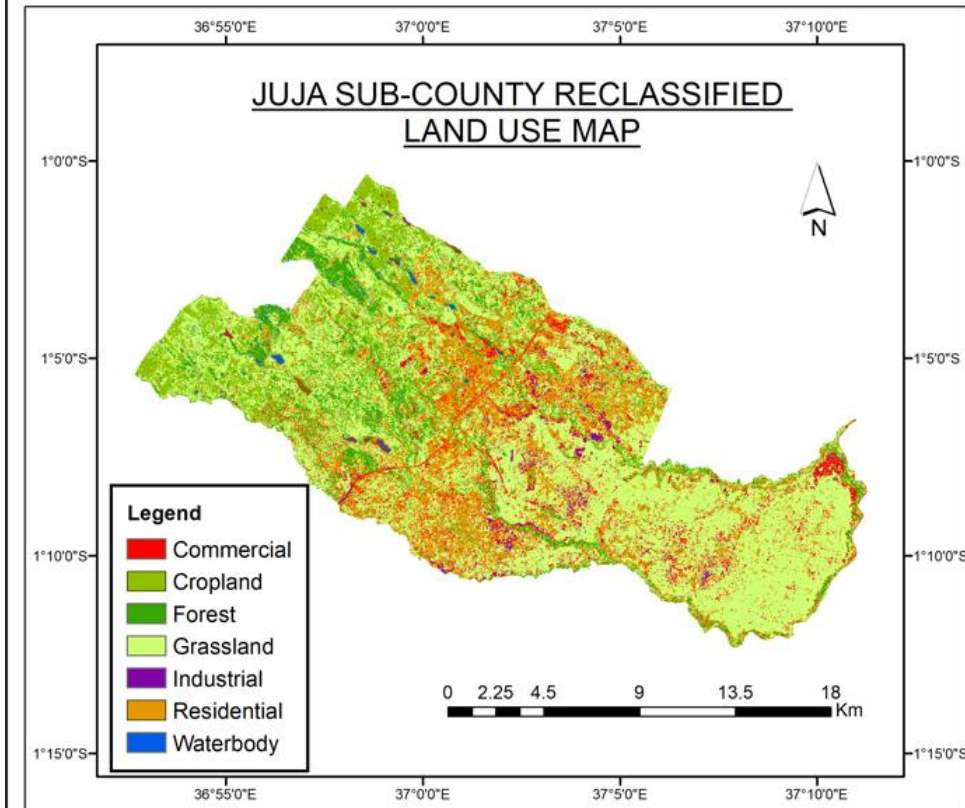 36°55'0"E 37°0'0"E 37°5'0"E 37°10'0"E
JUJA SUB-COUNTY RECLASSIFIED
LAND USE MAP
1°0'0"S 1°0'0"S
N
1°5'0"S 1°5'0"S
Legend
Commercial
1°10'0"S 1°10'0"S
Cropland
Forest
Grassland
Industrial
Residential
Waterbody
0 2.25 4.5 9 13.5 18
Km
1°15'0"S 1°15'0"S
36°55'0"E 37°0'0"E 37°5'0"E 37°10'0"E